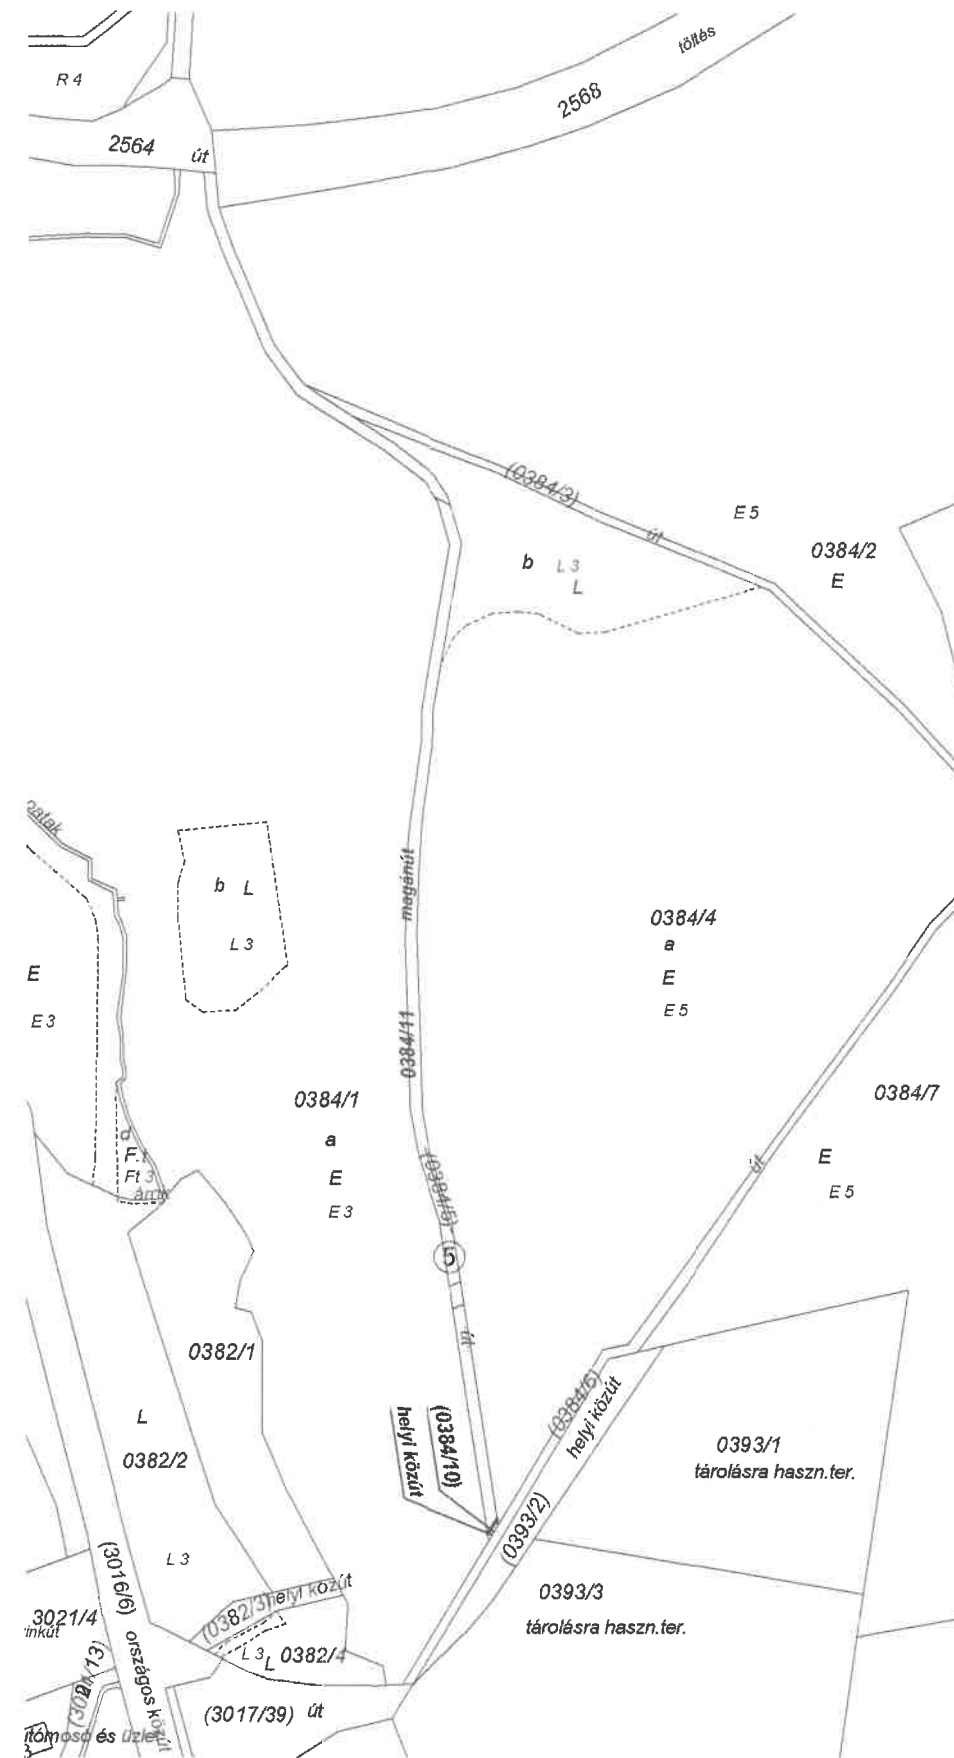 töltés
R 4
2568
2564 út
(0384/3)
E 5
út
0384/2
b L 3
E
L
patak
magánút
b L
0384/4
L 3
a
E
E
E 3
E 5
0384/11
0384/1
0384/7
a
d
F.t
(0384/5)
út
E
Ft 3
E
árok
E 5
E 3
5
út
0382/1
(0384/6)
helyi közút
L
(0384/10)
helyi közút
0393/1
0382/2
tárolásra haszn.ter.
(0393/2)
L 3
(3016/6) országos közút
(0382/3) helyi közút
0393/3
3021/4
tárolásra haszn.ter.
L 3
L 0382/4
(3017/39) út
és